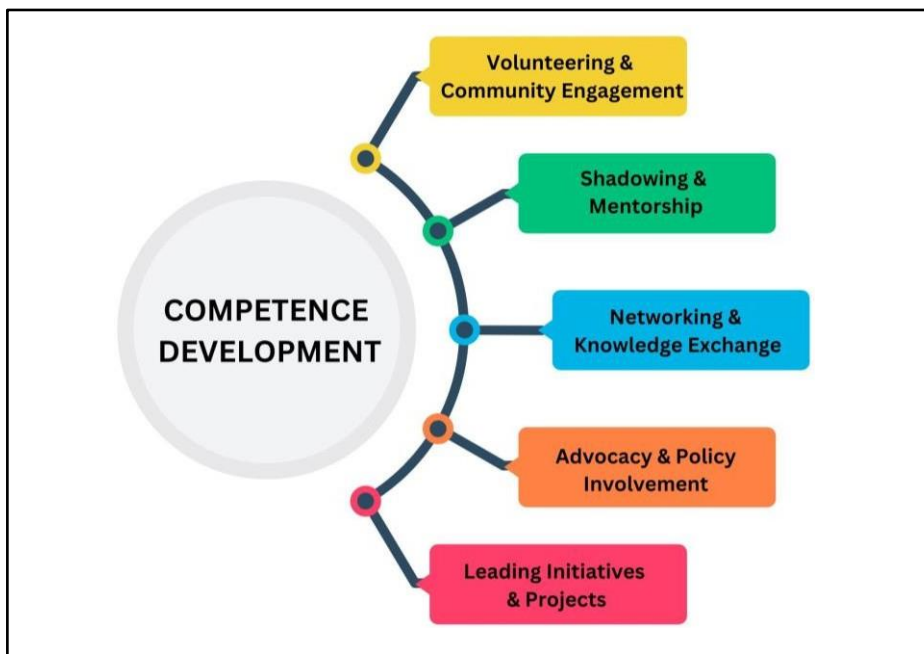 COMPETENCE
DEVELOPMENT
Volunteering &
Community Engagement
Shadowing &
Mentorship
Networking &
Knowledge Exchange
Advocacy & Policy
Involvement
Leading Initiatives
& Projects